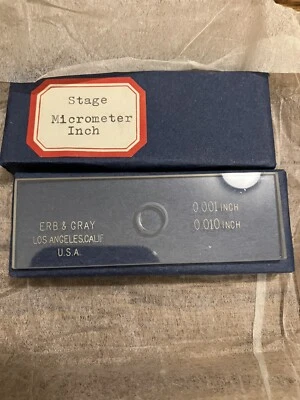 Stage
Micrometer
Inch
ERB & GRAY
LOS ANGELES,CALIF
U.S.A.
0.001 INCH
0.010 INCH